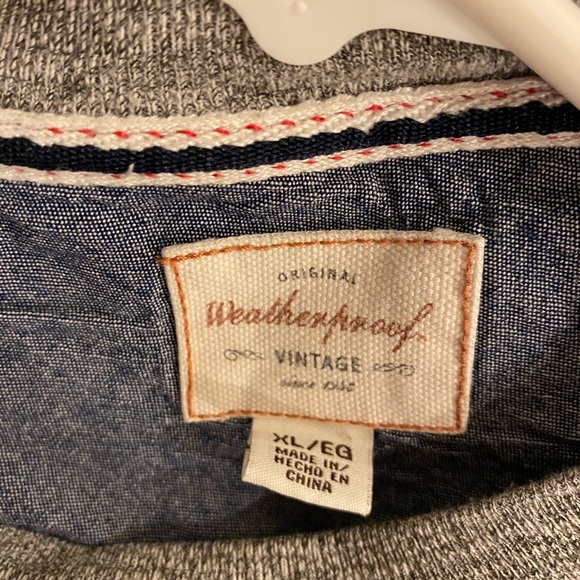 ORIGINAL
Weatherproof
VINTAGE
since 1948
XL/EG
MADE IN/
HECHO EN
CHINA